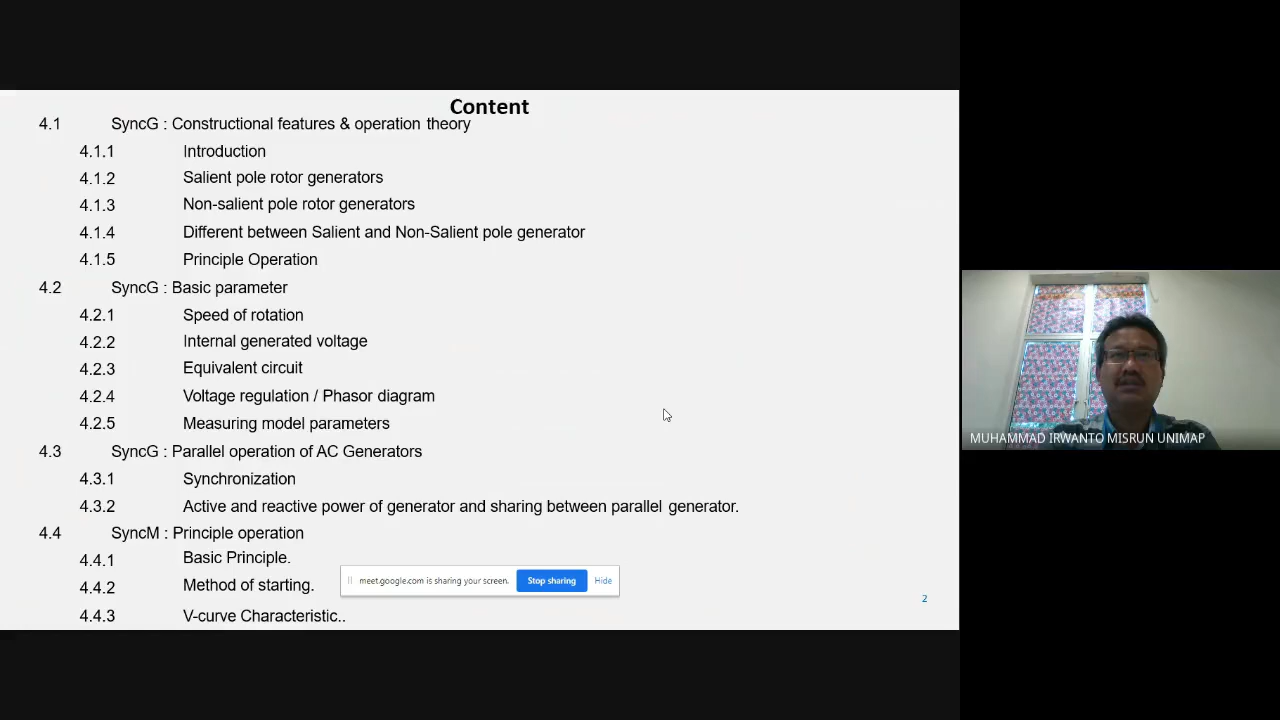 Content
4.1 SyncG : Constructional features & operation theory
4.1.1 Introduction
4.1.2 Salient pole rotor generators
4.1.3 Non-salient pole rotor generators
4.1.4 Different between Salient and Non-Salient pole generator
4.1.5 Principle Operation
4.2 SyncG : Basic parameter
4.2.1 Speed of rotation
4.2.2 Internal generated voltage
4.2.3 Equivalent circuit
4.2.4 Voltage regulation / Phasor diagram
4.2.5 Measuring model parameters
4.3 SyncG : Parallel operation of AC Generators
4.3.1 Synchronization
4.3.2 Active and reactive power of generator and sharing between parallel generator.
4.4 SyncM : Principle operation
4.4.1 Basic Principle.
4.4.2 Method of starting.
4.4.3 V-curve Characteristic..
meet.google.com is sharing your screen. Stop sharing Hide
2
MUHAMMAD IRWANTO MISRUN UNIMAP